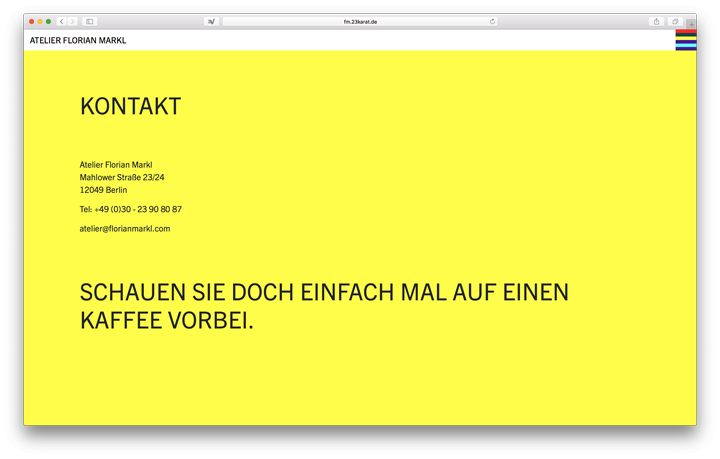 fm.23karat.de
ATELIER FLORIAN MARKL
KONTAKT
Atelier Florian Markl
Mahlower Straße 23/24
12049 Berlin
Tel: +49 (0)30 - 23 90 80 87
atelier@florianmarkl.com
SCHAUEN SIE DOCH EINFACH MAL AUF EINEN
KAFFEE VORBEI.